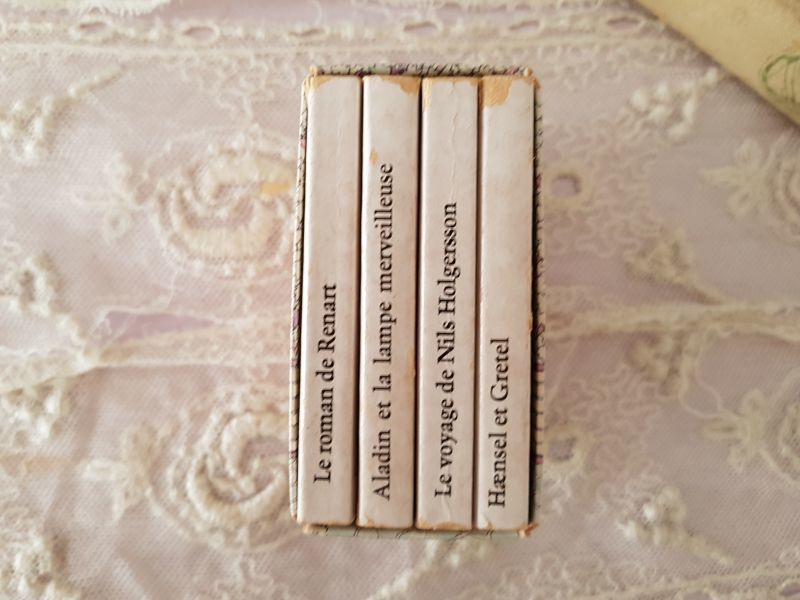 Le roman de Renart
Aladin et la lampe merveilleuse
Le voyage de Nils Holgersson
Hænsel et Gretel